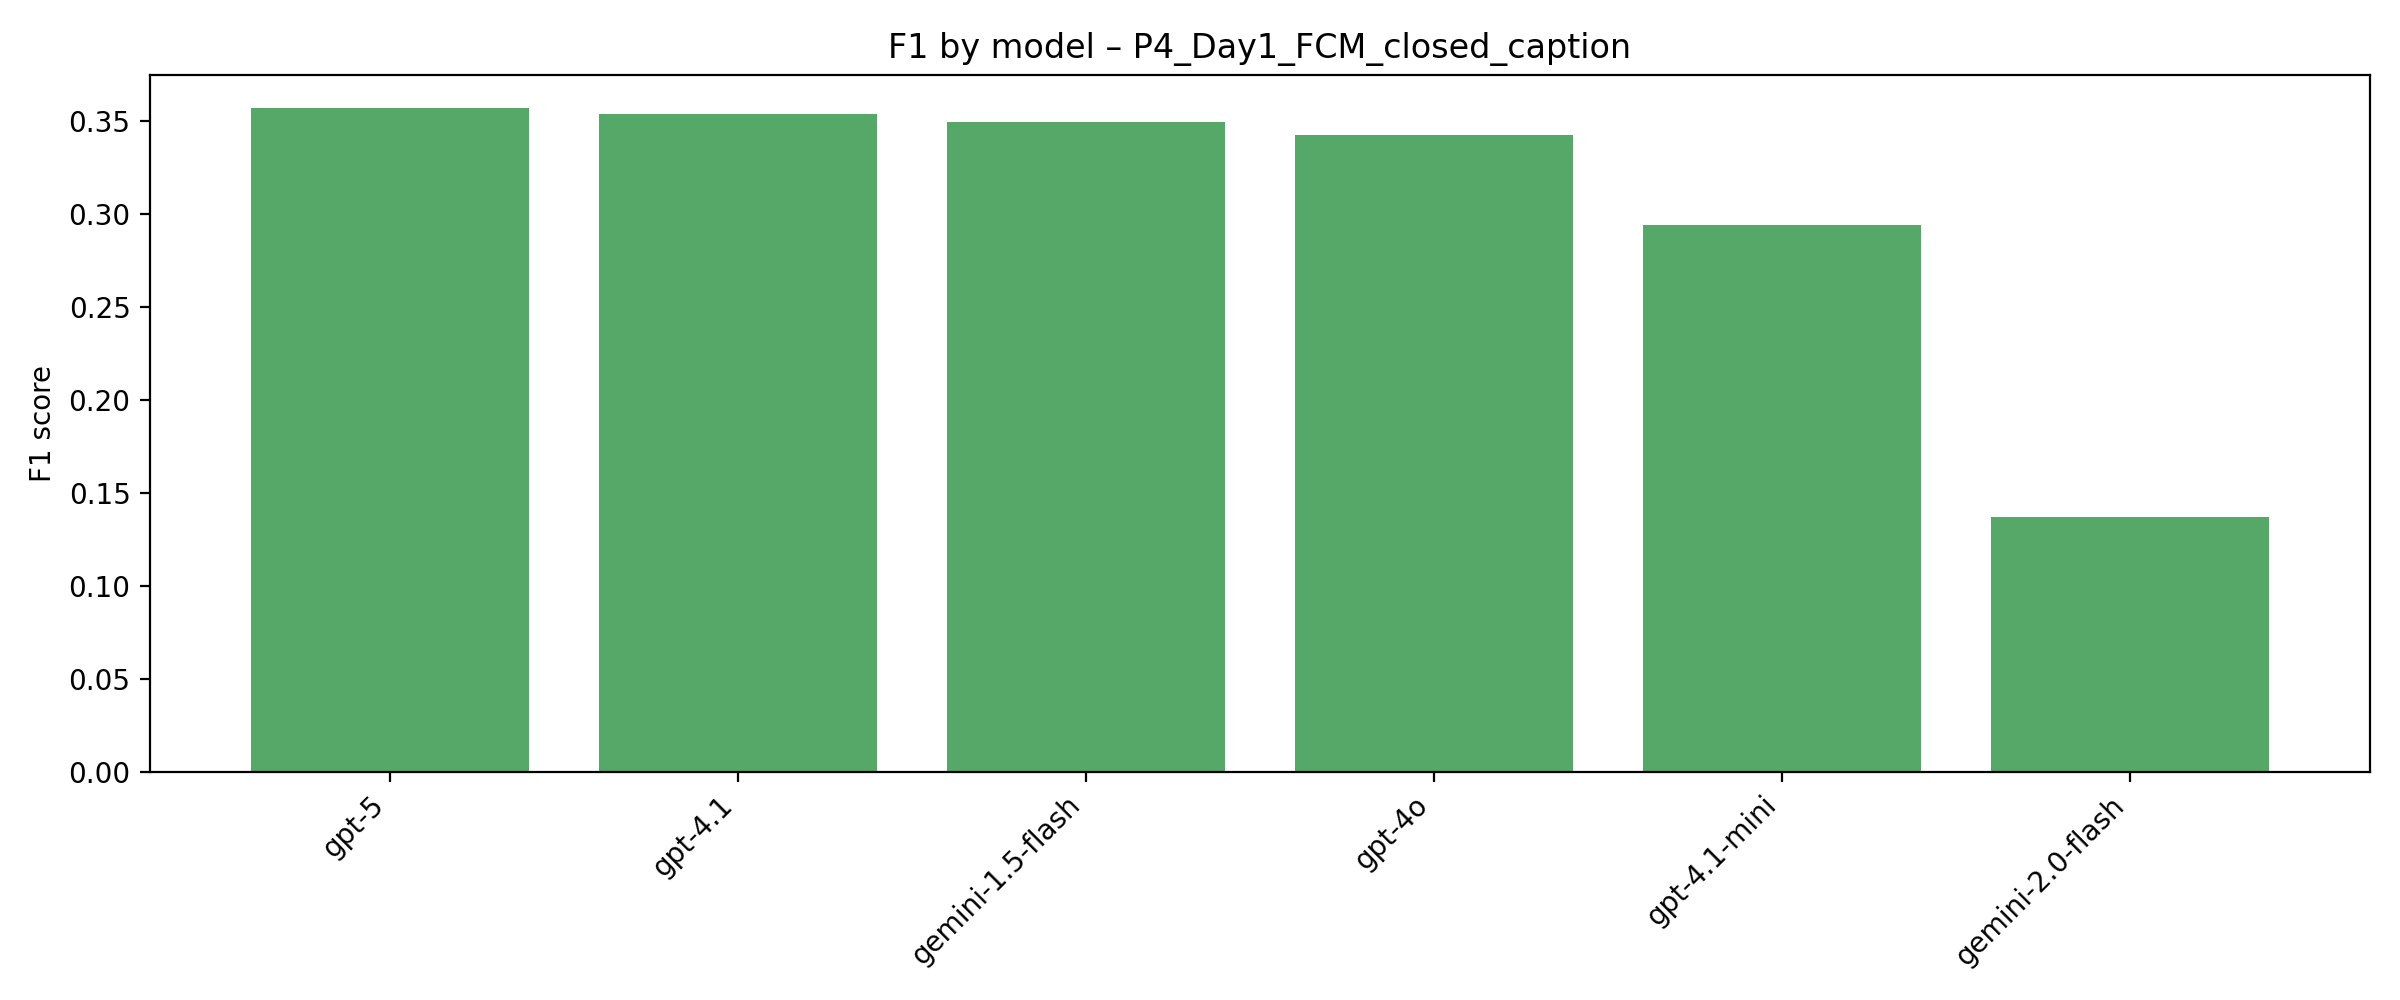 F1 by model – P4_Day1_FCM_closed_caption
F1 score
0.35
0.30
0.25
0.20
0.15
0.10
0.05
0.00
gpt-5
gpt-4.1
gemini-1.5-flash
gpt-4o
gpt-4.1-mini
gemini-2.0-flash